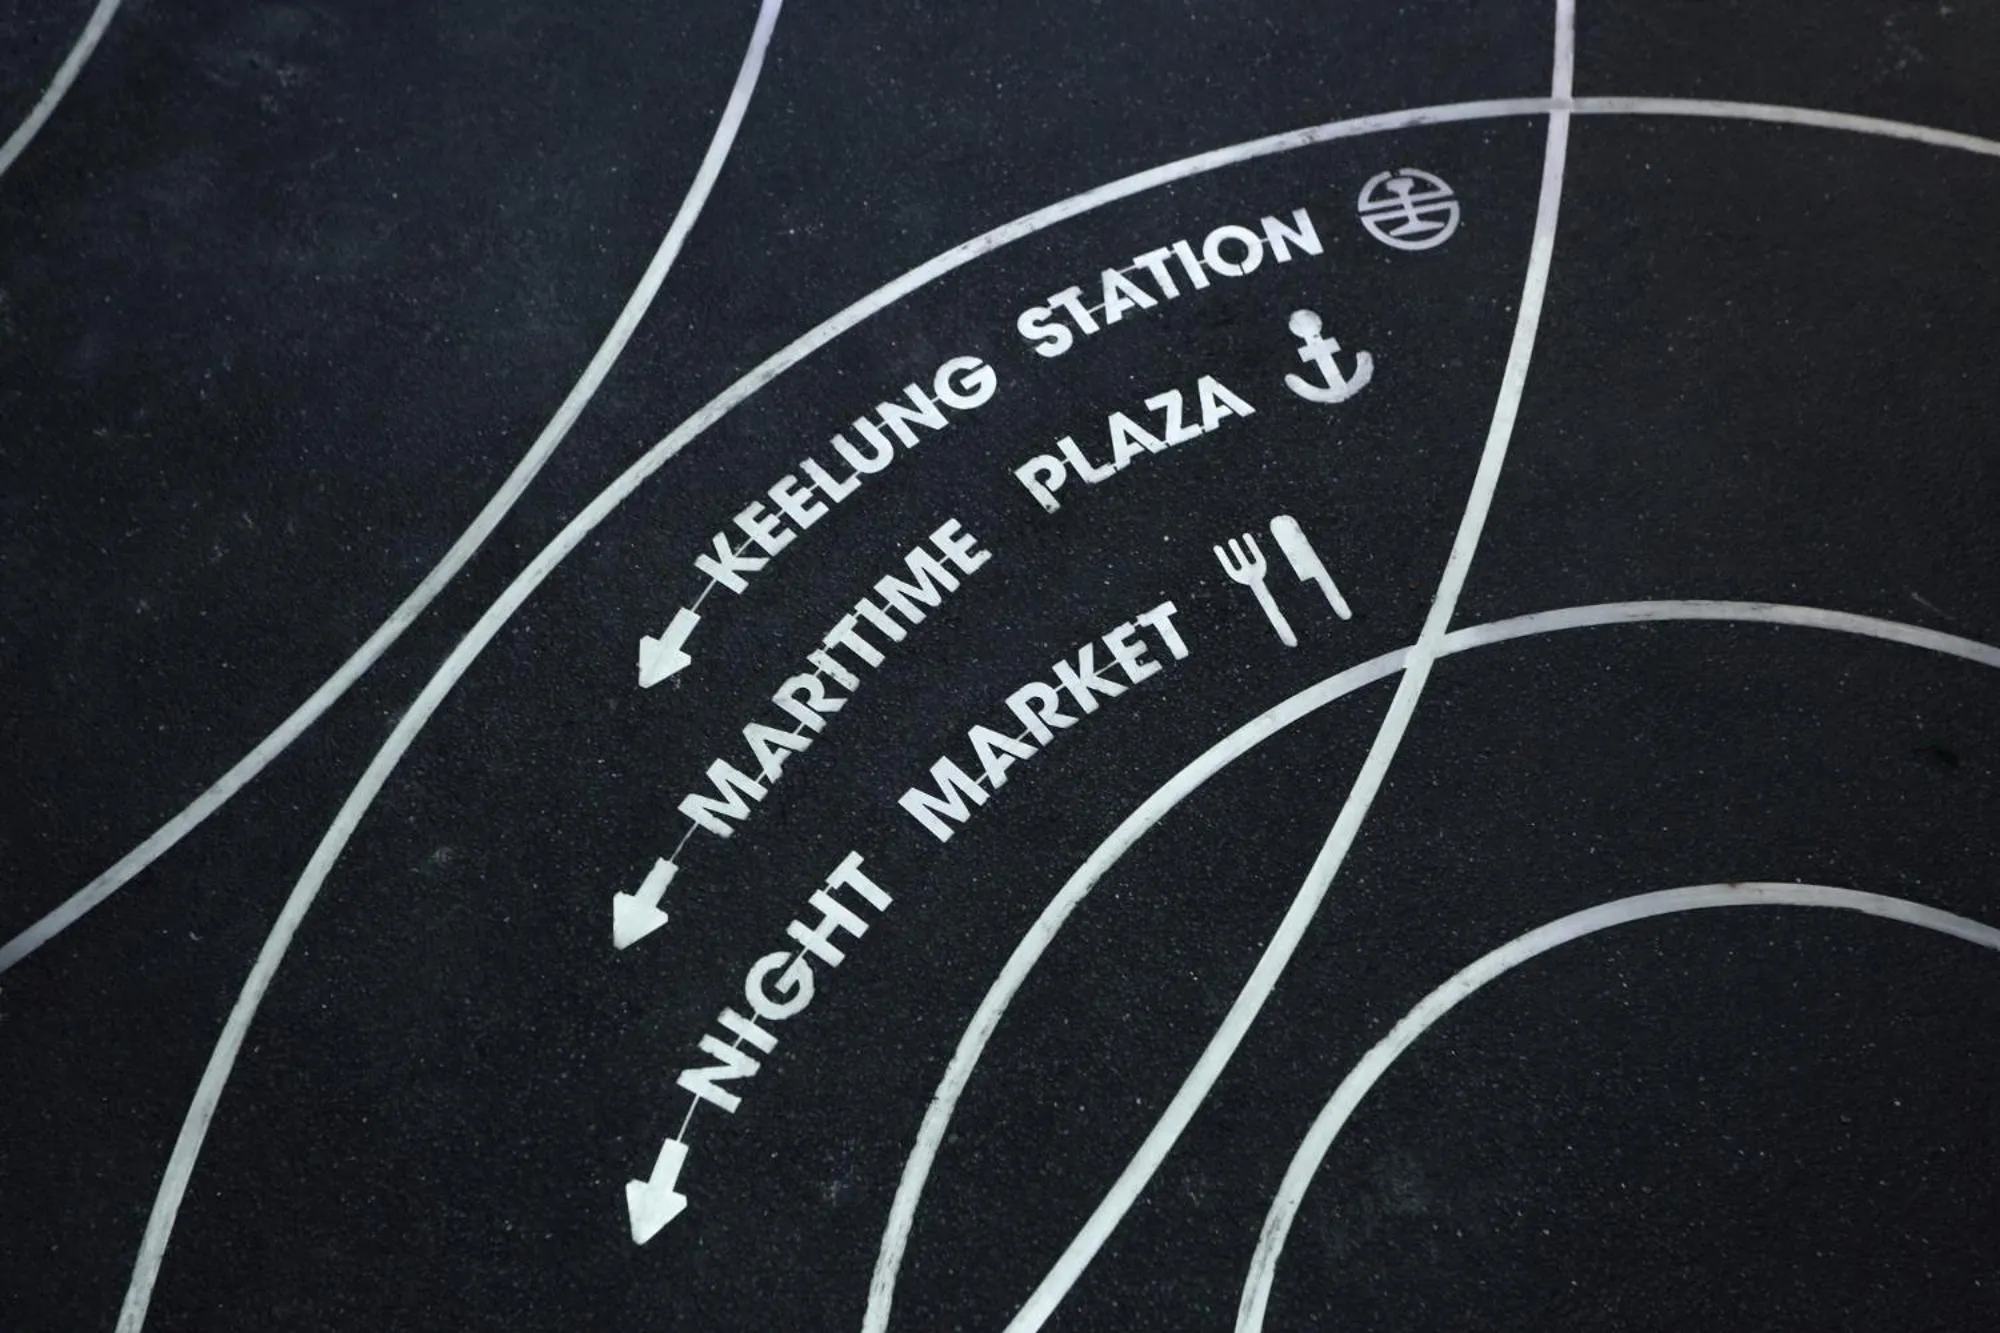 KEELUNG STATION
MARITIME PLAZA
NIGHT MARKET